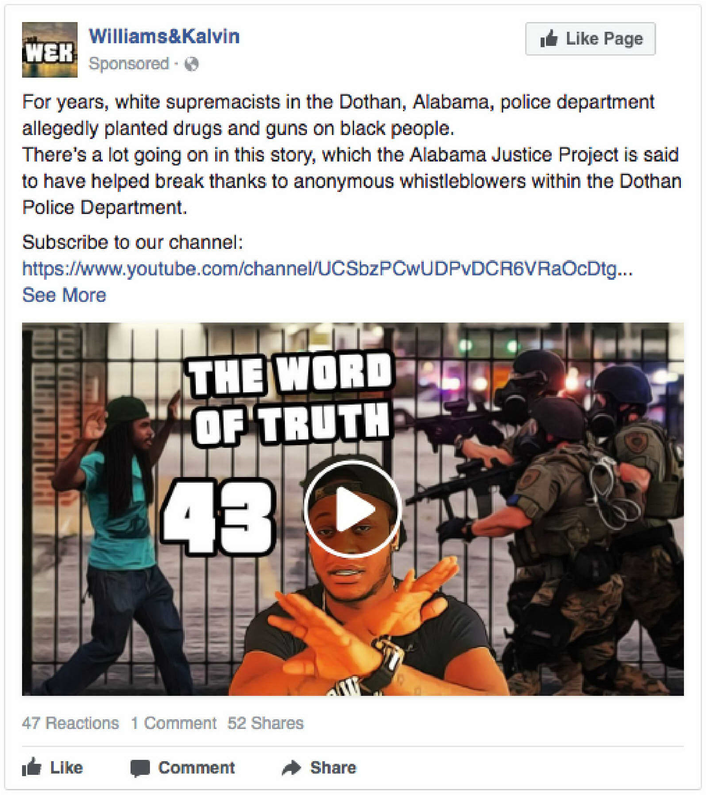 WEK
Williams&Kalvin
Like Page
Sponsored ·
For years, white supremacists in the Dothan, Alabama, police department
allegedly planted drugs and guns on black people.
There's a lot going on in this story, which the Alabama Justice Project is said
to have helped break thanks to anonymous whistleblowers within the Dothan
Police Department.
Subscribe to our channel:
https://www.youtube.com/channel/UCSbzPCwUDPvDCR6VRaOcDtg...
See More
THE WORD
OF TRUTH
43
47 Reactions 1 Comment 52 Shares
Like Comment Share